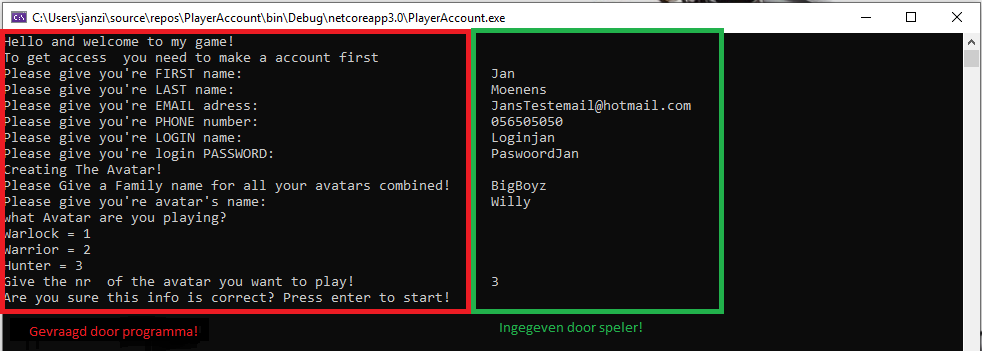 C:\Users\janzi\source\repos\PlayerAccount\bin\Debug\netcoreapp3.0\PlayerAccount.exe
Hello and welcome to my game!
To get access  you need to make a account first
Please give you're FIRST name: Jan
Please give you're LAST name: Moenens
Please give you're EMAIL adress: JansTestemail@hotmail.com
Please give you're PHONE number: 056505050
Please give you're LOGIN name: Loginjan
Please give you're login PASSWORD: PaswoordJan
Creating The Avatar!
Please Give a Family name for all your avatars combined! BigBoyz
Please give you're avatar's name: Willy
what Avatar are you playing?
Warlock = 1
Warrior = 2
Hunter = 3
Give the nr  of the avatar you want to play! 3
Are you sure this info is correct? Press enter to start!
Gevraagd door programma!
Ingegeven door speler!